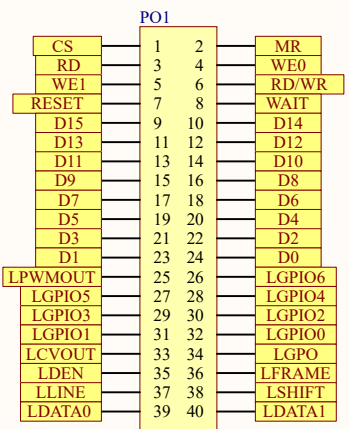 PO1
CS 1 2 MR
RD 3 4 WE0
WE1 5 6 RD/WR
RESET 7 8 WAIT
D15 9 10 D14
D13 11 12 D12
D11 13 14 D10
D9 15 16 D8
D7 17 18 D6
D5 19 20 D4
D3 21 22 D2
D1 23 24 D0
LPWMOUT 25 26 LGPIO6
LGPIO5 27 28 LGPIO4
LGPIO3 29 30 LGPIO2
LGPIO1 31 32 LGPIO0
LCVOUT 33 34 LGPO
LDEN 35 36 LFRAME
LLINE 37 38 LSHIFT
LDATA0 39 40 LDATA1